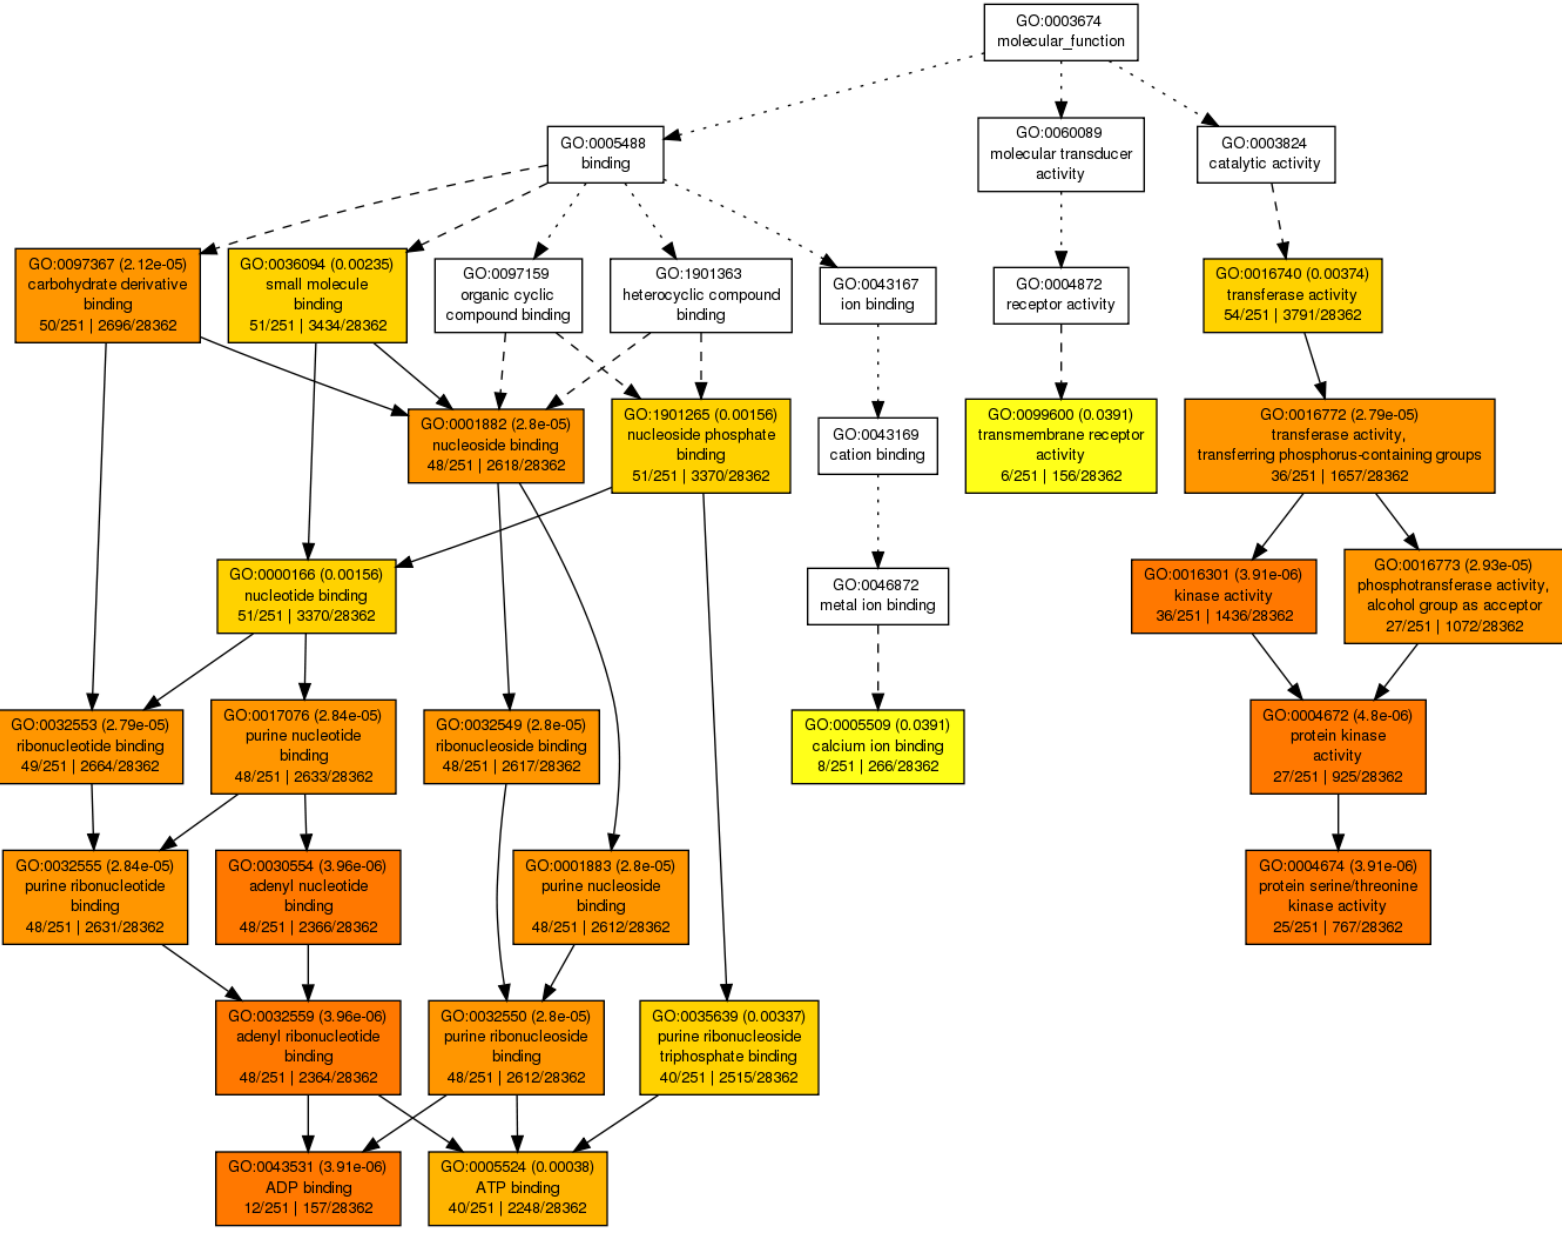 GO:0003674
molecular_function
GO:0005488
binding
GO:0060089
molecular transducer
activity
GO:0003824
catalytic activity
GO:0097367 (2.12e-05)
carbohydrate derivative
binding
50/251 | 2696/28362
GO:0036094 (0.00235)
small molecule
binding
51/251 | 3434/28362
GO:0097159
organic cyclic
compound binding
GO:1901363
heterocyclic compound
binding
GO:0043167
ion binding
GO:0004872
receptor activity
GO:0016740 (0.00374)
transferase activity
54/251 | 3791/28362
GO:0001882 (2.8e-05)
nucleoside binding
48/251 | 2618/28362
GO:1901265 (0.00156)
nucleoside phosphate
binding
51/251 | 3370/28362
GO:0043169
cation binding
GO:0099600 (0.0391)
transmembrane receptor
activity
6/251 | 156/28362
GO:0016772 (2.79e-05)
transferase activity,
transferring phosphorus-containing groups
36/251 | 1657/28362
GO:0000166 (0.00156)
nucleotide binding
51/251 | 3370/28362
GO:0046872
metal ion binding
GO:0016301 (3.91e-06)
kinase activity
36/251 | 1436/28362
GO:0016773 (2.93e-05)
phosphotransferase activity,
alcohol group as acceptor
27/251 | 1072/28362
GO:0032553 (2.79e-05)
ribonucleotide binding
49/251 | 2664/28362
GO:0017076 (2.84e-05)
purine nucleotide
binding
48/251 | 2633/28362
GO:0032549 (2.8e-05)
ribonucleoside binding
48/251 | 2617/28362
GO:0005509 (0.0391)
calcium ion binding
8/251 | 266/28362
GO:0004672 (4.8e-06)
protein kinase
activity
27/251 | 925/28362
GO:0032555 (2.84e-05)
purine ribonucleotide
binding
48/251 | 2631/28362
GO:0030554 (3.96e-06)
adenyl nucleotide
binding
48/251 | 2366/28362
GO:0001883 (2.8e-05)
purine nucleoside
binding
48/251 | 2612/28362
GO:0004674 (3.91e-06)
protein serine/threonine
kinase activity
25/251 | 767/28362
GO:0032559 (3.96e-06)
adenyl ribonucleotide
binding
48/251 | 2364/28362
GO:0032550 (2.8e-05)
purine ribonucleoside
binding
48/251 | 2612/28362
GO:0035639 (0.00337)
purine ribonucleoside
triphosphate binding
40/251 | 2515/28362
GO:0043531 (3.91e-06)
ADP binding
12/251 | 157/28362
GO:0005524 (0.00038)
ATP binding
40/251 | 2248/28362